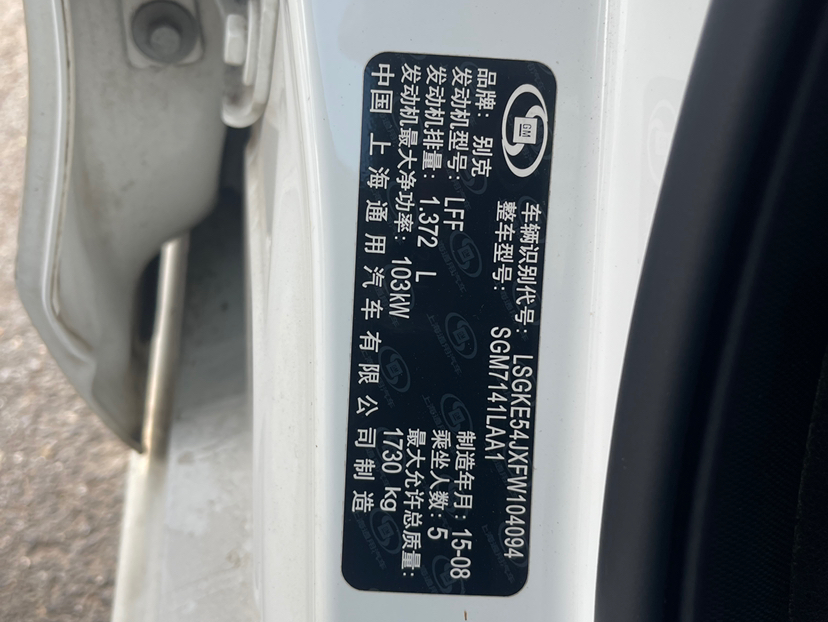 GM
车辆识别代号: LSGKE54JXFW104094
品牌: 别克 整车型号: SGM7141LAA1
发动机型号: LFF 制造年月: 15-08
发动机排量: 1.372 L 乘坐人数: 5
发动机最大净功率: 103kW 最大允许总质量: 1730 kg
中国 上海通用汽车有限公司制造